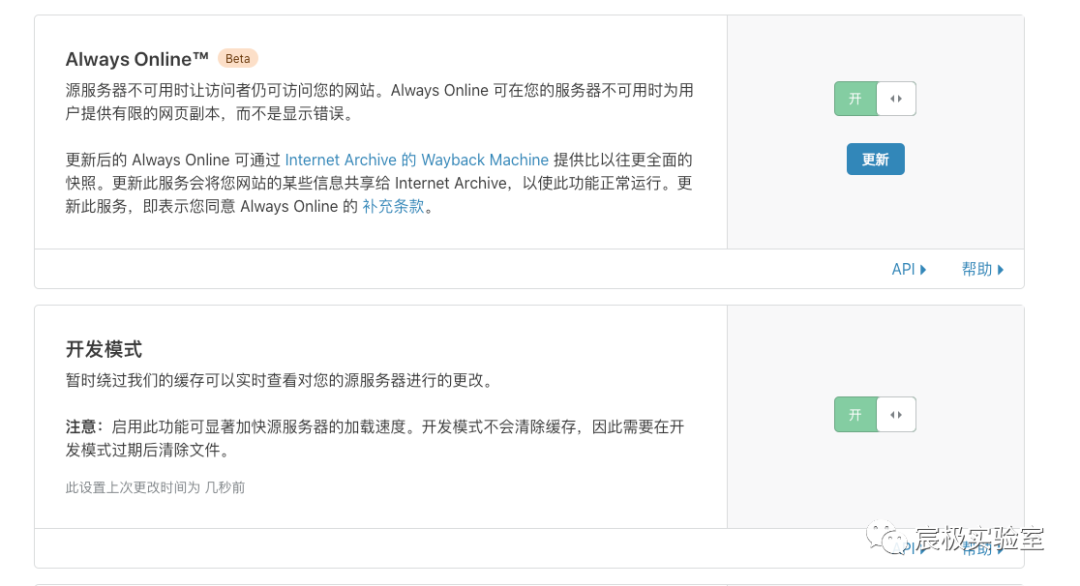 Always Online™ Beta
源服务器不可用时让访问者仍可访问您的网站。Always Online 可在您的服务器不可用时为用
户提供有限的网页副本，而不是显示错误。
开
更新后的 Always Online 可通过 Internet Archive 的 Wayback Machine 提供比以往更全面的
快照。更新此服务会将您网站的某些信息共享给 Internet Archive，以使此功能正常运行。更
新此服务，即表示您同意 Always Online 的 补充条款。
更新
API 帮助
开发模式
暂时绕过我们的缓存可以实时查看对您的源服务器进行的更改。
注意：启用此功能可显著加快源服务器的加载速度。开发模式不会清除缓存，因此需要在开
发模式过期后清除文件。
开
此设置上次更改时间为 几秒前
API 帮助
宸极实验室